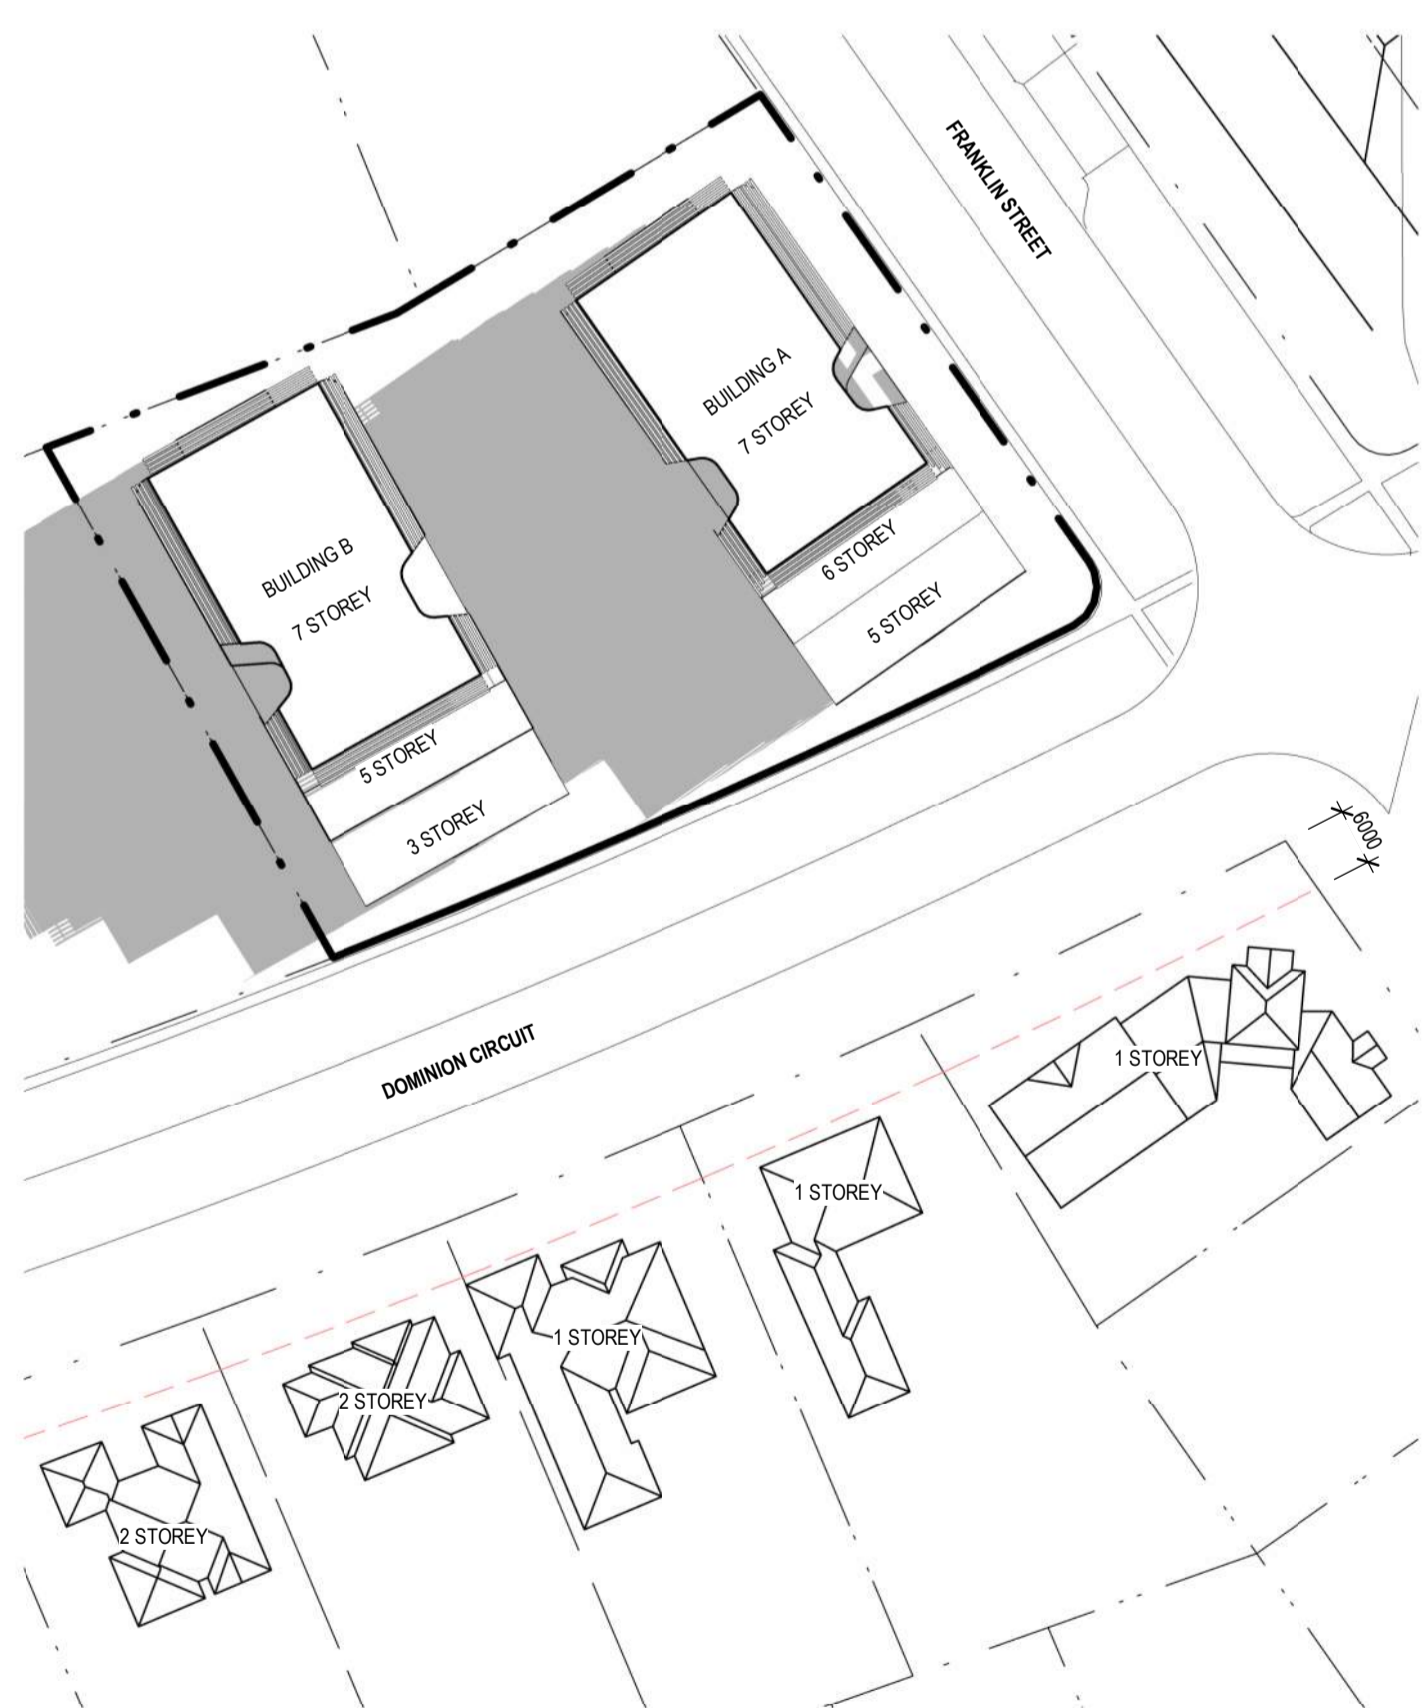 FRANKLIN STREET
BUILDING A
7 STOREY
6 STOREY
5 STOREY
BUILDING B
7 STOREY
5 STOREY
3 STOREY
6000
DOMINION CIRCUIT
1 STOREY
1 STOREY
1 STOREY
2 STOREY
2 STOREY